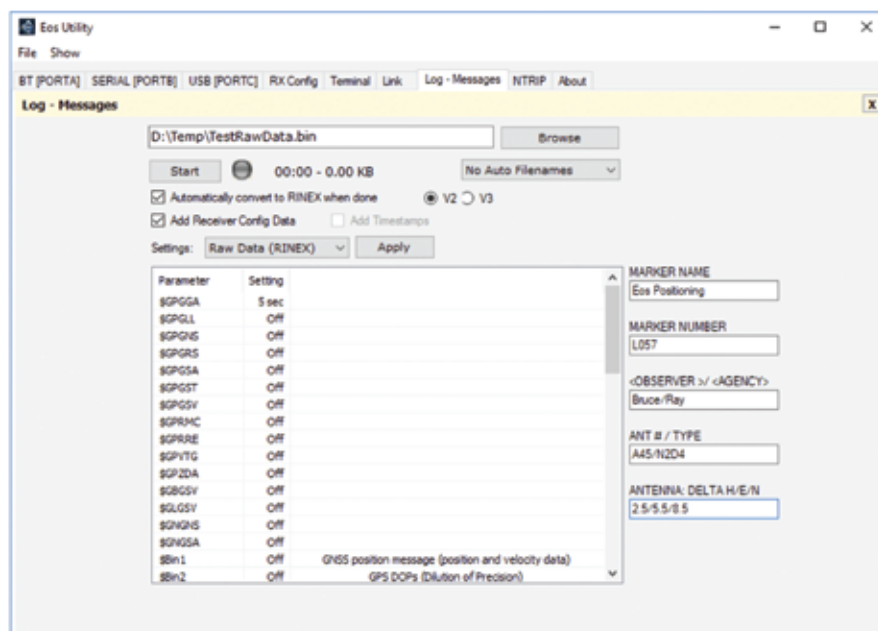 Eos Utility
File Show
BT [PORTA] SERIAL [PORTB] USB [PORTC] RX Config Terminal Link Log - Messages NTRIP About
Log - Messages X
D:\Temp\TestRawData.bin Browse
Start 00:00 - 0.00 KB No Auto Filenames
Automatically convert to RINEX when done V2 V3
Add Receiver Config Data Add Timestamps
Settings: Raw Data (RINEX) Apply
Parameter Setting
$GPGGA 5 sec
$GPGLL Off
$GPGNS Off
$GPGRS Off
$GPGSA Off
$GPGST Off
$GPGSV Off
$GPRMC Off
$GPRRE Off
$GPVTG Off
$GPZDA Off
$GBGSV Off
$GLGSV Off
$GNGNS Off
$GNGSA Off
$Bin1 Off GNSS position message (position and velocity data)
$Bin2 Off GPS DOPs (Dilution of Precision)
MARKER NAME
Eos Positioning
MARKER NUMBER
L057
<OBSERVER >/ <AGENCY>
Bruce/Ray
ANT # / TYPE
A45/N2D4
ANTENNA: DELTA H/E/N
2.5/5.5/8.5